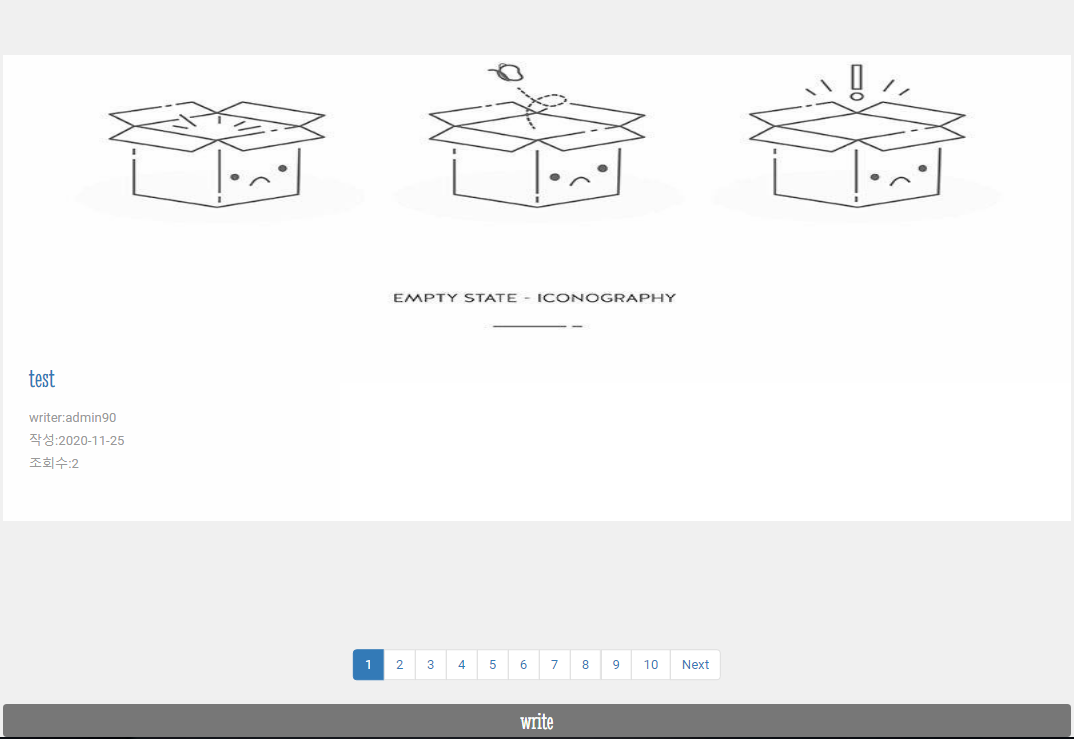 EMPTY STATE - ICONOGRAPHY
test
writer:admin90
작성:2020-11-25
조회수:2
1 2 3 4 5 6 7 8 9 10 Next
write